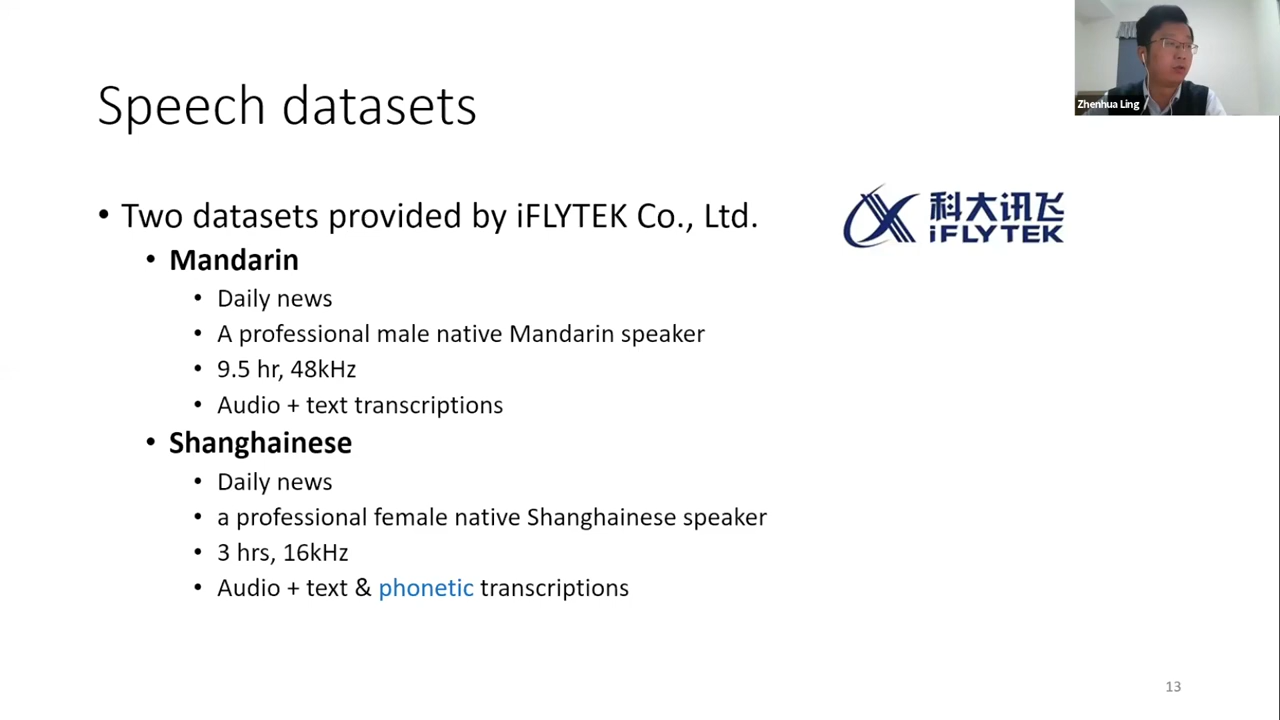 Zhenhua Ling
Speech datasets
• Two datasets provided by iFLYTEK Co., Ltd.
科大讯飞
iFLYTEK
• Mandarin
• Daily news
• A professional male native Mandarin speaker
• 9.5 hr, 48kHz
• Audio + text transcriptions
• Shanghainese
• Daily news
• a professional female native Shanghainese speaker
• 3 hrs, 16kHz
• Audio + text & phonetic transcriptions
13